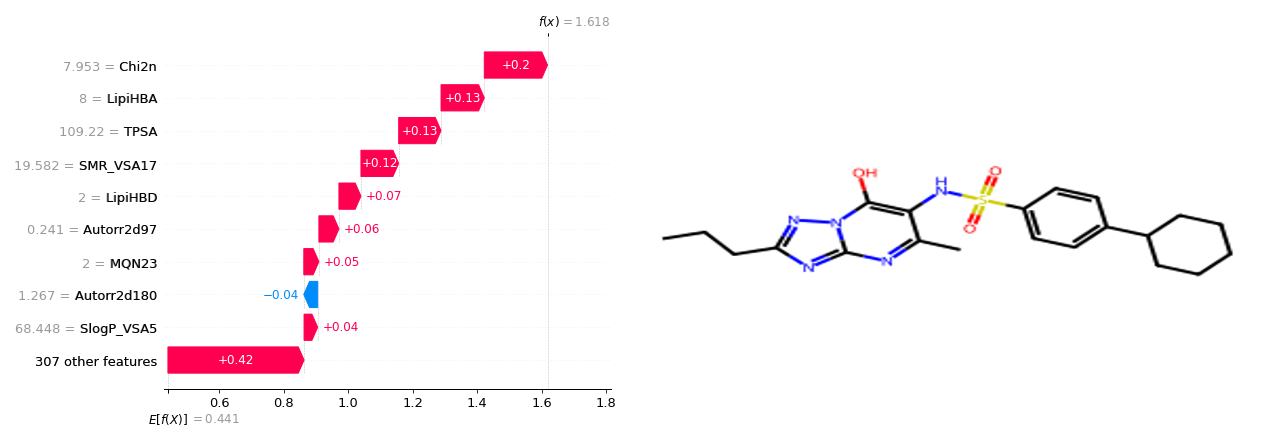 f(x) = 1.618
7.953 = Chi2n
+0.2
8 = LipiHBA
+0.13
109.22 = TPSA
+0.13
19.582 = SMR_VSA17
+0.12
2 = LipiHBD
+0.07
0.241 = Autorr2d97
+0.06
2 = MQN23
+0.05
1.267 = Autorr2d180
−0.04
68.448 = SlogP_VSA5
+0.04
307 other features
+0.42
0.6 0.8 1.0 1.2 1.4 1.6 1.8
E[f(X)] = 0.441
OH
H
N
O
S
O
N
N
N
N